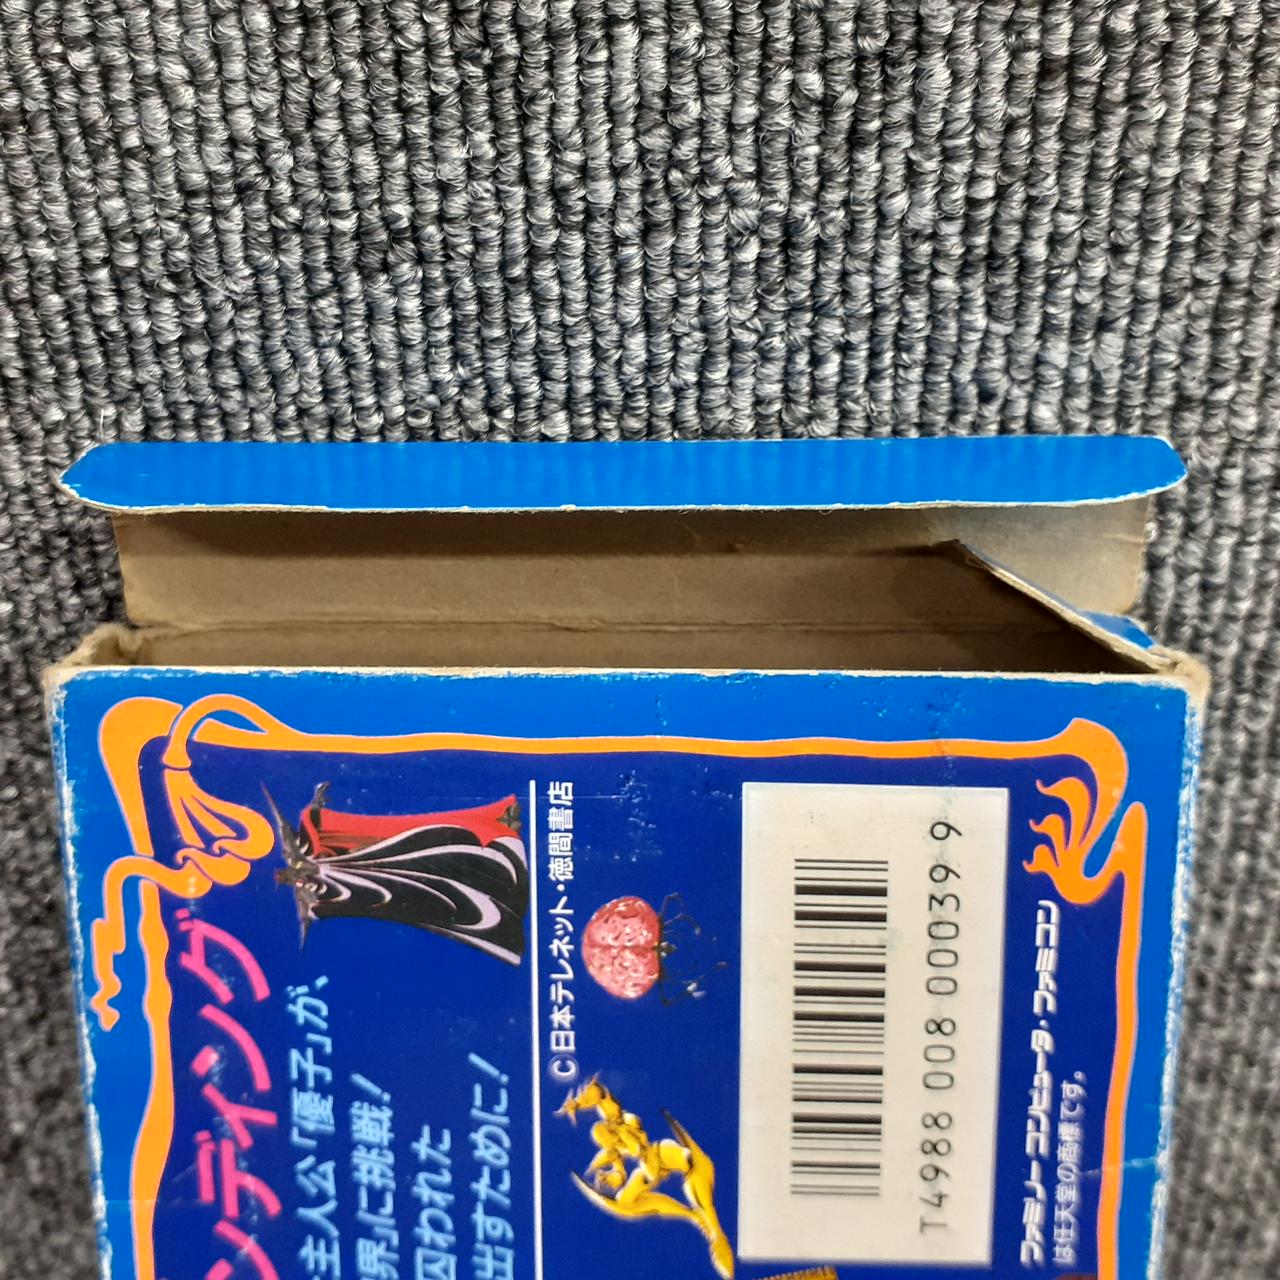 ンディング
主人公「優子」が、
界」に挑戦!
囚われた
出すために!
©日本テレネット・徳間書店
T4988 008 00039 9
ファミリーコンピュータ・ファミコン
は任天堂の商標です。